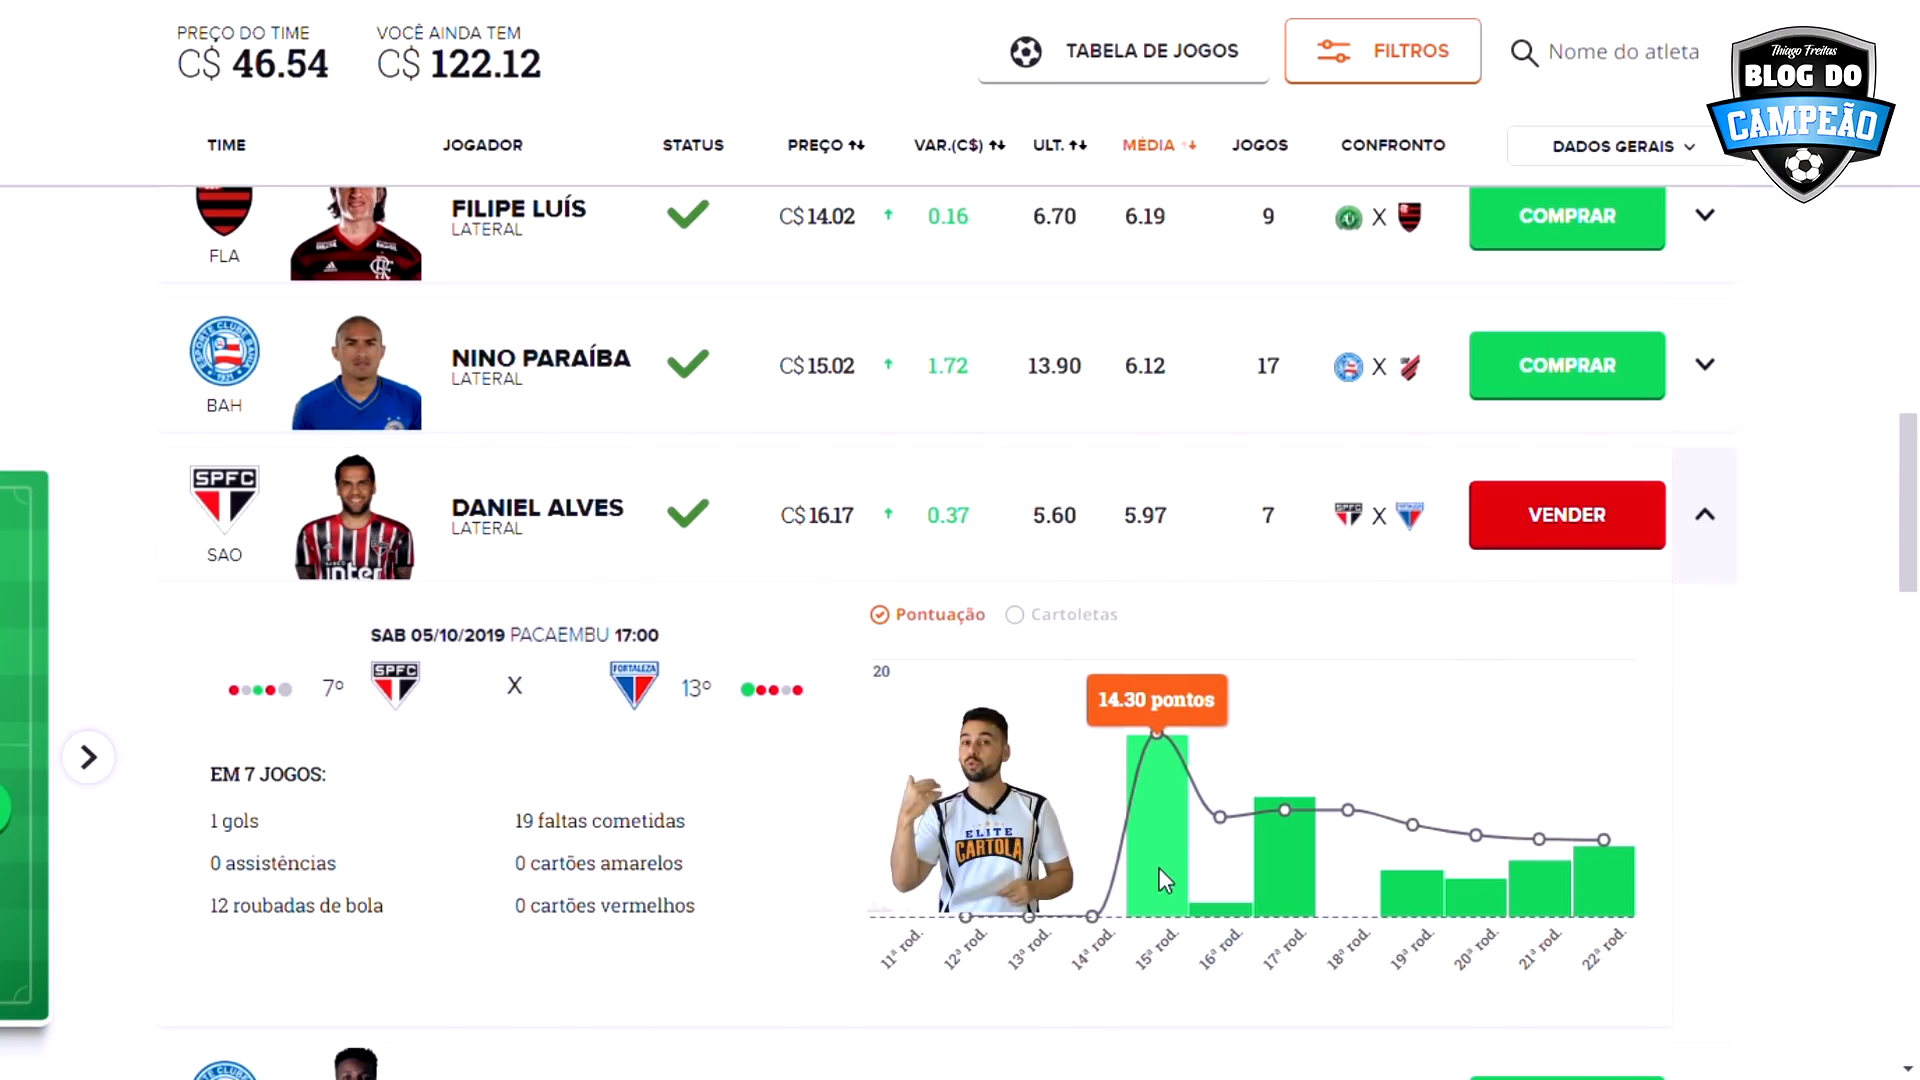 PREÇO DO TIME
C$ 46.54
VOCÊ AINDA TEM
C$ 122.12
TABELA DE JOGOS
FILTROS
Nome do atleta
Thiago Freitas
BLOG DO
CAMPEÃO
TIME JOGADOR STATUS PREÇO VAR.(C$) ULT. MÉDIA JOGOS CONFRONTO DADOS GERAIS
FLA
FILIPE LUÍS
LATERAL
C$ 14.02 0.16 6.70 6.19 9 X COMPRAR
ESPORTE CLUBE BAHIA
1931
BAH
NINO PARAÍBA
LATERAL
C$ 15.02 1.72 13.90 6.12 17 X COMPRAR
SPFC
SAO
inter
DANIEL ALVES
LATERAL
C$ 16.17 0.37 5.60 5.97 7 SPFC X VENDER
SAB 05/10/2019 PACAEMBU 17:00
7º SPFC X FORTALEZA 13º
EM 7 JOGOS:
1 gols
0 assistências
12 roubadas de bola
19 faltas cometidas
0 cartões amarelos
0 cartões vermelhos
Pontuação Cartoletas
20
14.30 pontos
ELITE
CARTOLA
11ª rod. 12ª rod. 13ª rod. 14ª rod. 15ª rod. 16ª rod. 17ª rod. 18ª rod. 19ª rod. 20ª rod. 21ª rod. 22ª rod.